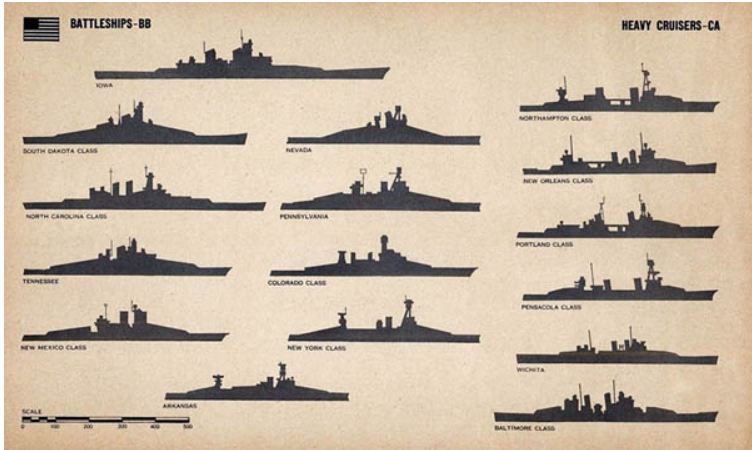 BATTLESHIPS-BB
HEAVY CRUISERS-CA
IOWA
SOUTH DAKOTA CLASS
NEVADA
NORTH CAROLINA CLASS
PENNSYLVANIA
TENNESSEE
COLORADO CLASS
NEW MEXICO CLASS
NEW YORK CLASS
ARKANSAS
SCALE
0 100 200 300 400 500
NORTHAMPTON CLASS
NEW ORLEANS CLASS
PORTLAND CLASS
PENSACOLA CLASS
WICHITA
BALTIMORE CLASS